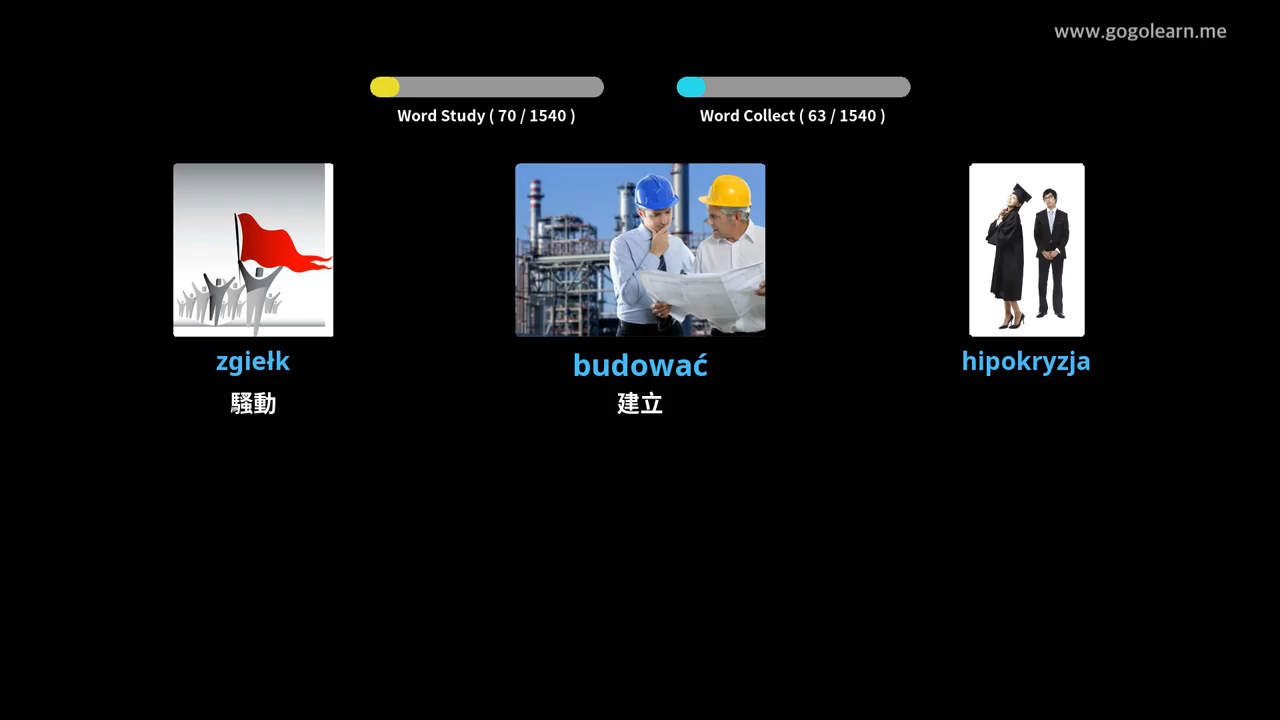 www.gogolearn.me
Word Study ( 70 / 1540 )
Word Collect ( 63 / 1540 )
zgiełk
騷動
budować
建立
hipokryzja